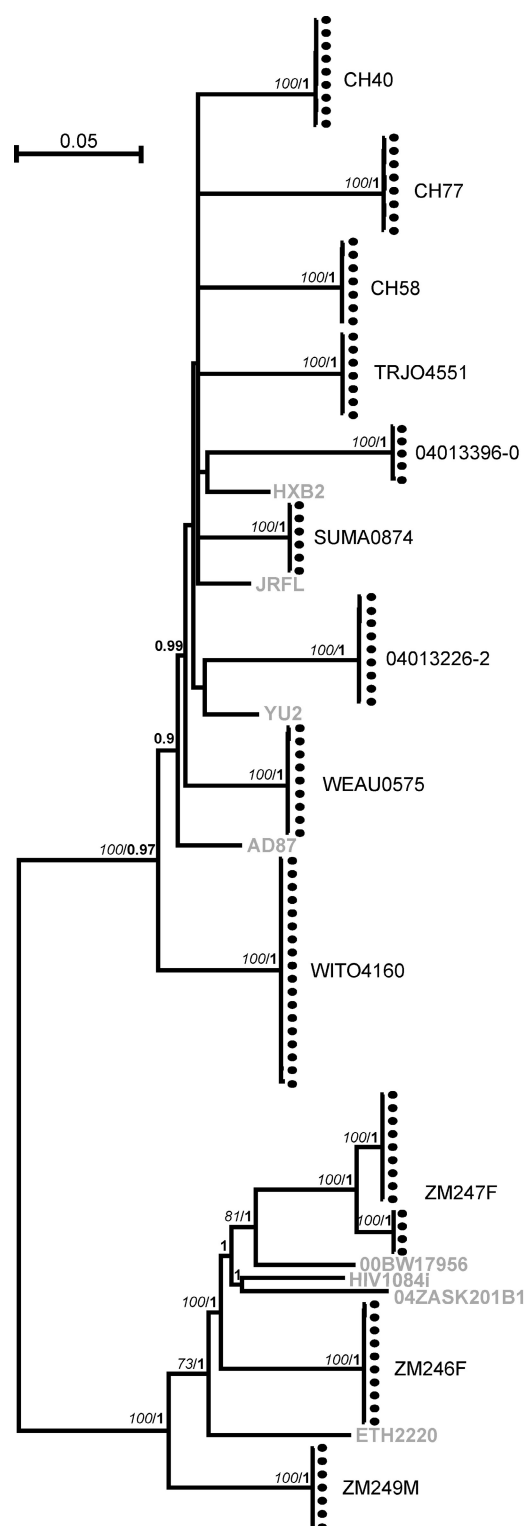 100/1
CH40
0.05
100/1
CH77
100/1
CH58
100/1
TRJO4551
100/1
04013396-0
HXB2
100/1
SUMA0874
JRFL
0.99
100/1
04013226-2
YU2
0.9
100/1
WEAU0575
AD87
100/0.97
100/1
WITO4160
100/1
100/1
ZM247F
81/1
100/1
1
00BW17956
1
HIV1084i
04ZASK201B1
100/1
100/1
ZM246F
73/1
ETH2220
100/1
100/1
ZM249M